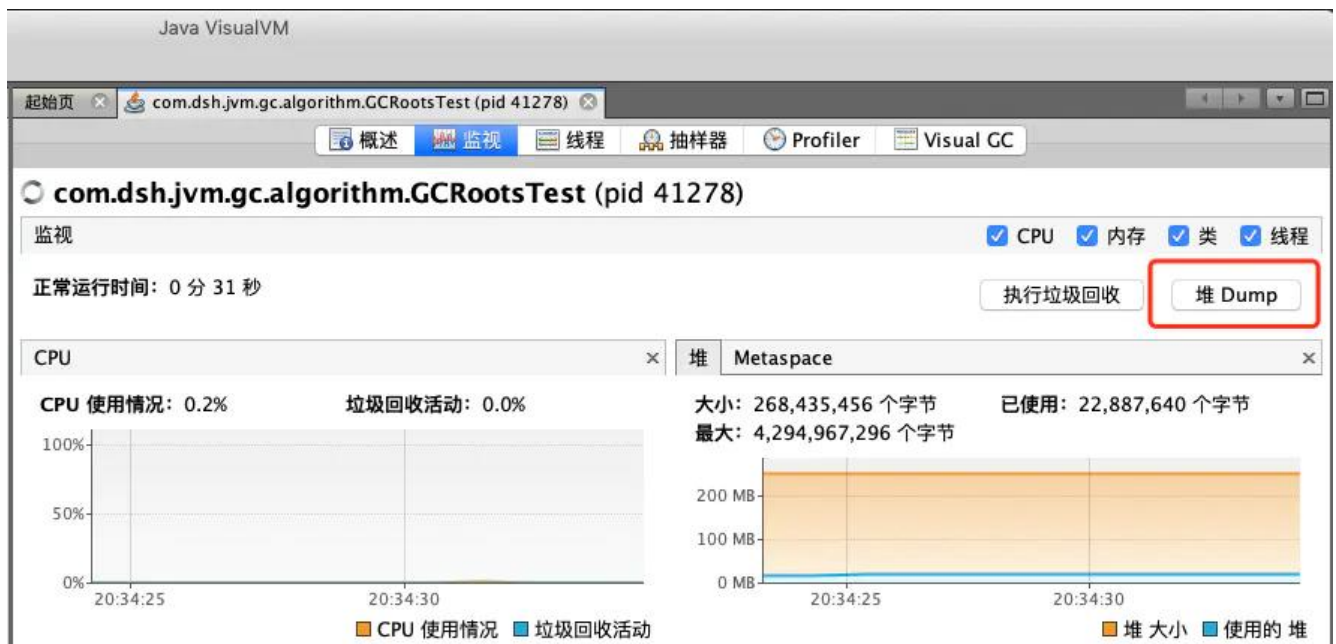 Java VisualVM
起始页 com.dsh.jvm.gc.algorithm.GCRootsTest (pid 41278)
概述 监视 线程 抽样器 Profiler Visual GC
com.dsh.jvm.gc.algorithm.GCRootsTest (pid 41278)
监视 CPU 内存 类 线程
正常运行时间：0 分 31 秒 执行垃圾回收 堆 Dump
CPU
CPU 使用情况：0.2% 垃圾回收活动：0.0%
100%
50%
0%
20:34:25 20:34:30
CPU 使用情况 垃圾回收活动
堆 Metaspace
大小：268,435,456 个字节 已使用：22,887,640 个字节
最大：4,294,967,296 个字节
200 MB
100 MB
0 MB
20:34:25 20:34:30
堆 大小 使用的 堆